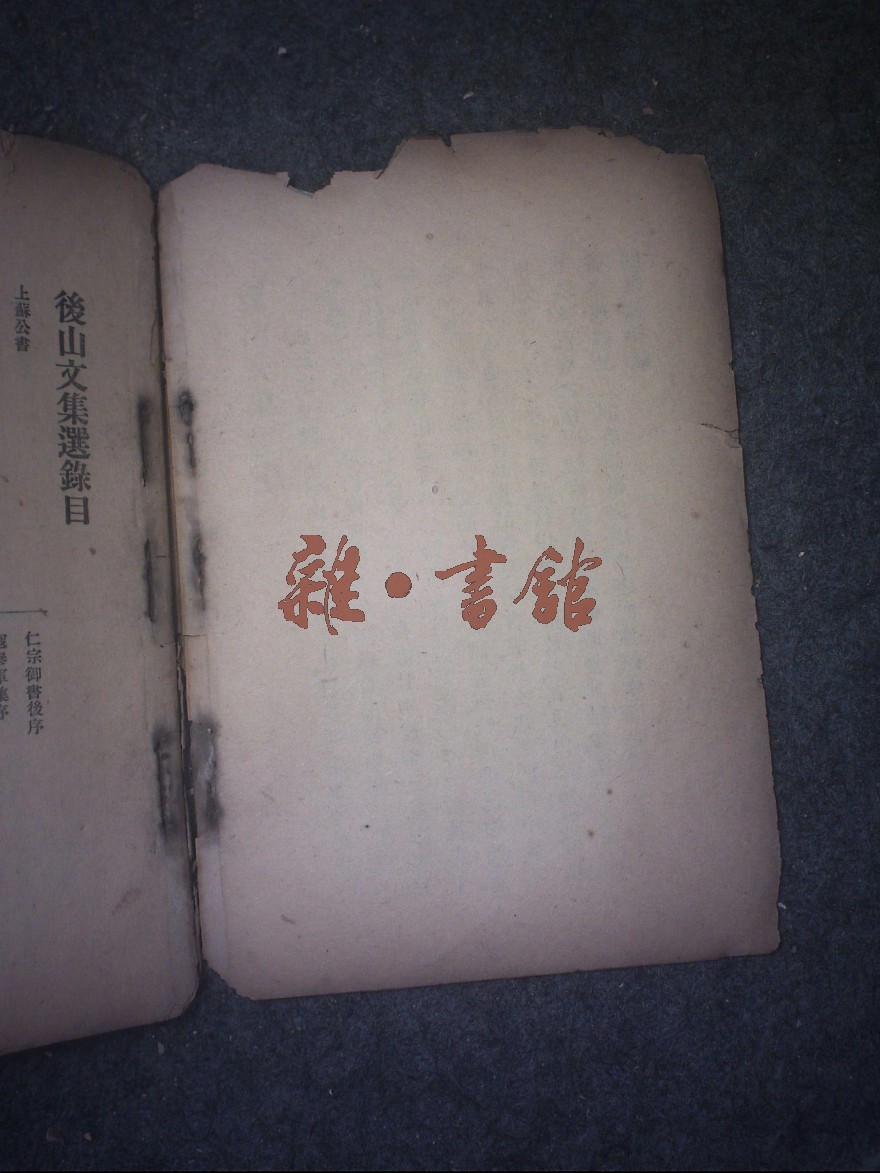 後山文集選錄目
上蘇公書
仁宗御書後序
雜·書館